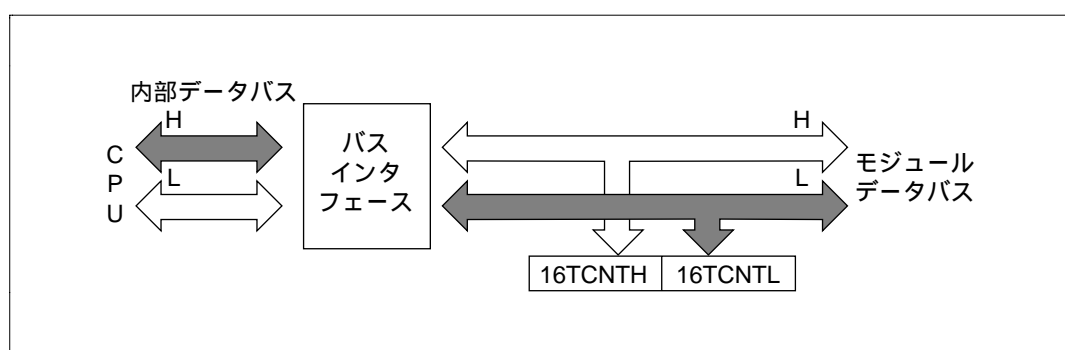 内部データバス
H
L
CPU
バス
インタ
フェース
H
L
モジュール
データバス
16TCNTH
16TCNTL